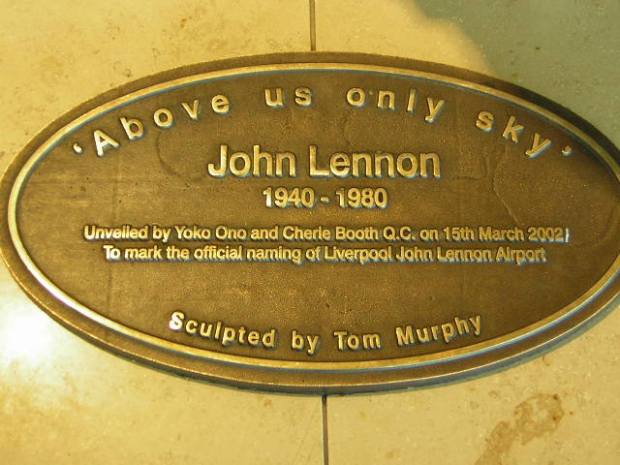 'Above us only sky'
John Lennon
1940 - 1980
Unveiled by Yoko Ono and Cherie Booth Q.C. on 15th March 2002
To mark the official naming of Liverpool John Lennon Airport
Sculpted by Tom Murphy